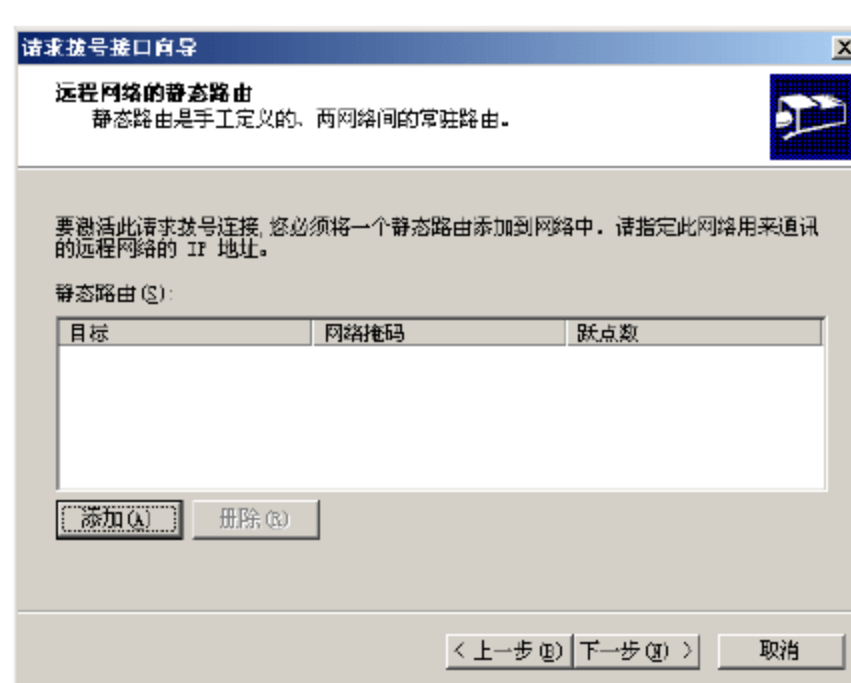 请求拨号接口向导
远程网络的静态路由
静态路由是手工定义的、两网络间的常驻路由。
要激活此请求拨号连接,您必须将一个静态路由添加到网络中。请指定此网络用来通讯
的远程网络的 IP 地址。
静态路由(S):
目标 网络掩码 跃点数
添加(A) 删除(R)
< 上一步(B) 下一步(N) > 取消